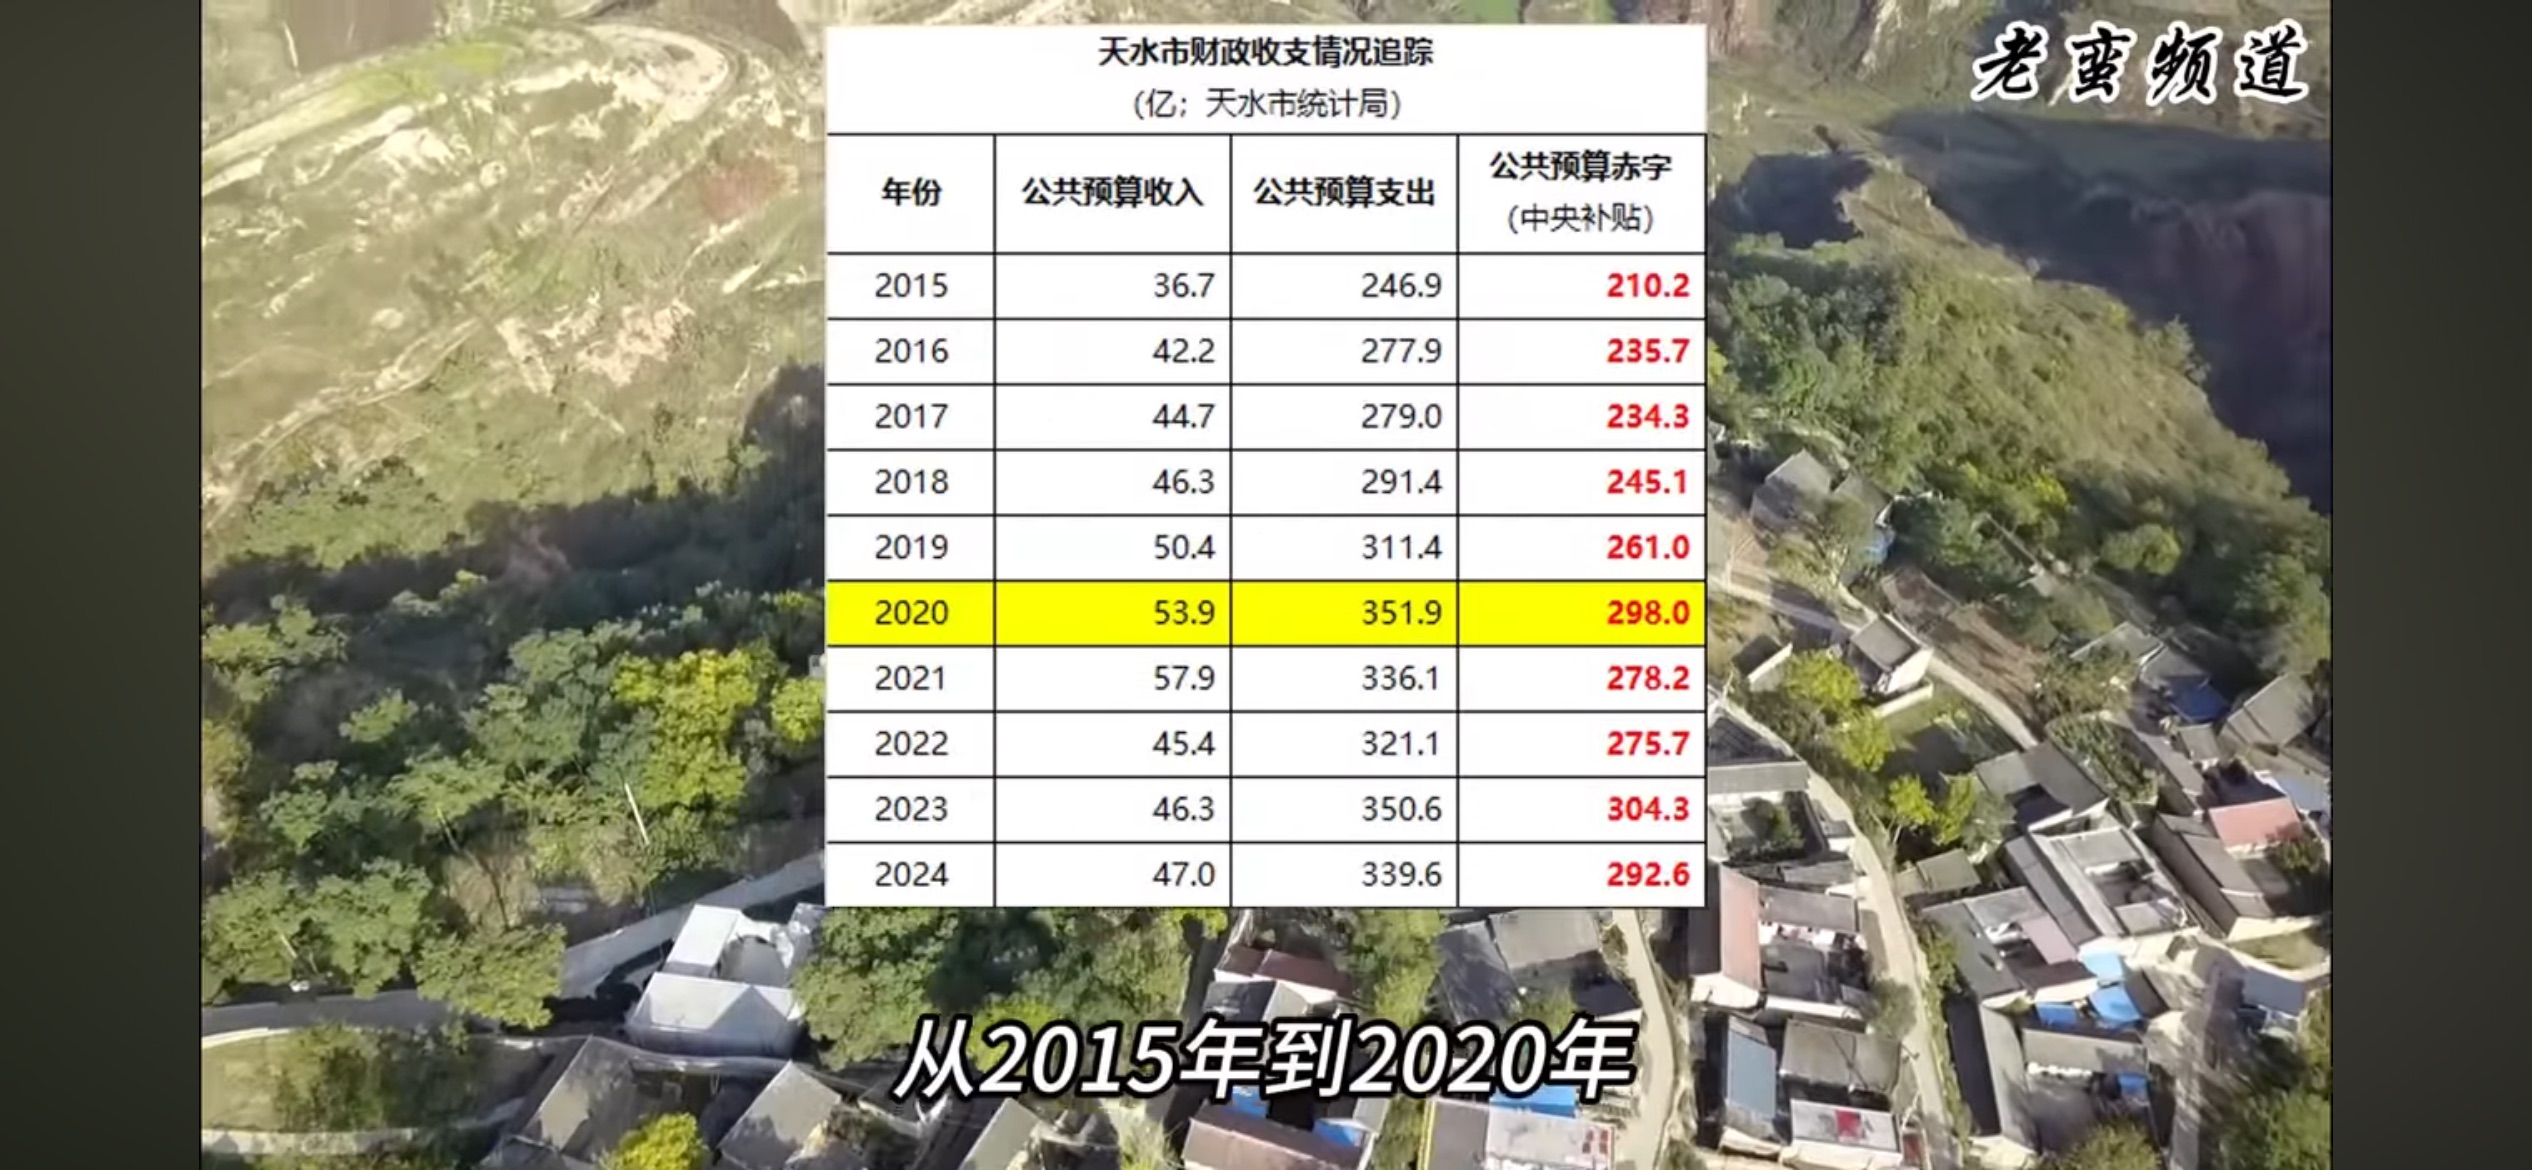 老蛮频道
天水市财政收支情况追踪
（亿；天水市统计局）
年份 公共预算收入 公共预算支出 公共预算赤字（中央补贴）
2015 36.7 246.9 210.2
2016 42.2 277.9 235.7
2017 44.7 279.0 234.3
2018 46.3 291.4 245.1
2019 50.4 311.4 261.0
2020 53.9 351.9 298.0
2021 57.9 336.1 278.2
2022 45.4 321.1 275.7
2023 46.3 350.6 304.3
2024 47.0 339.6 292.6
从2015年到2020年